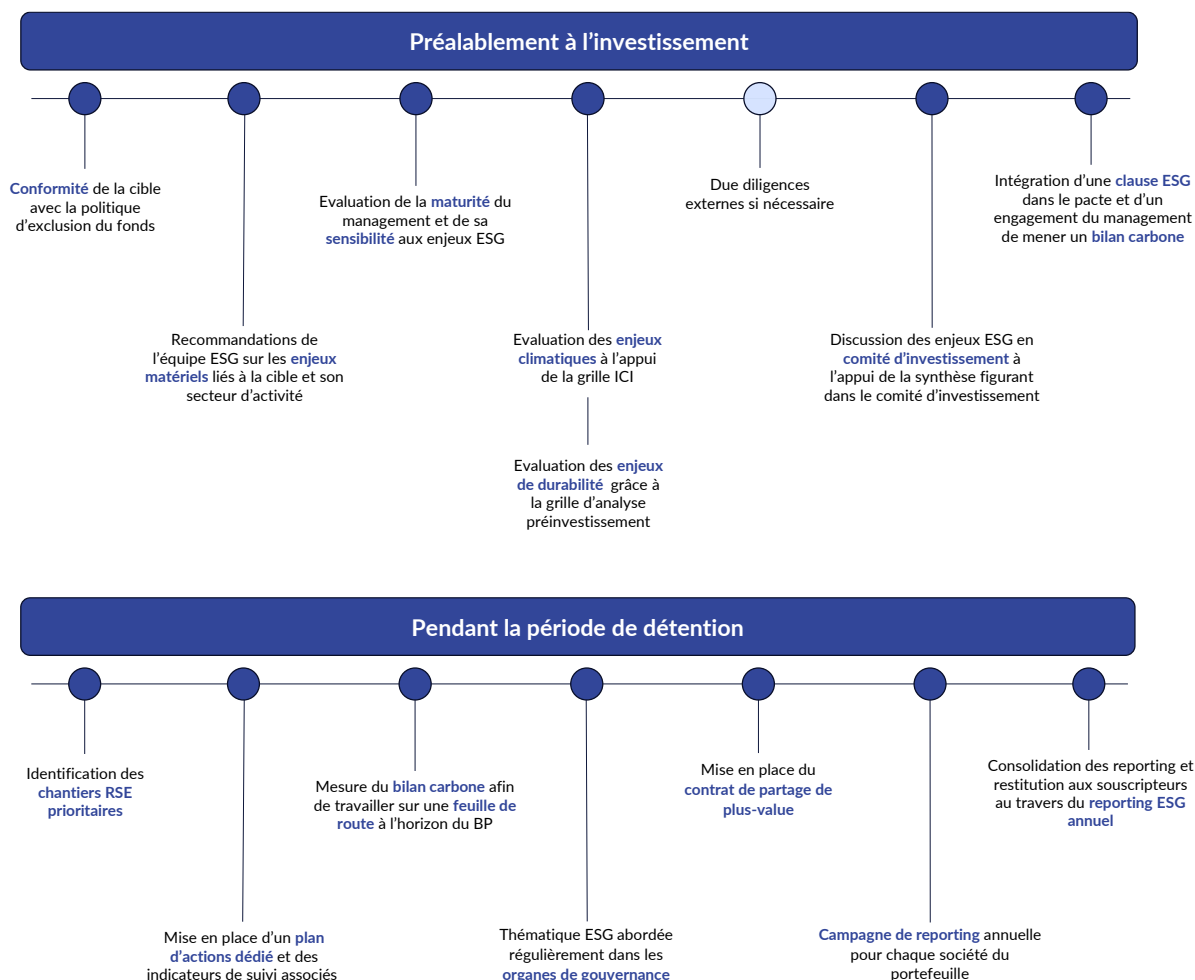 Préalablement à l’investissement
Conformité de la cible
avec la politique
d’exclusion du fonds
Recommandations de
l’équipe ESG sur les enjeux
matériels liés à la cible et son
secteur d’activité
Evaluation de la maturité du
management et de sa
sensibilité aux enjeux ESG
Evaluation des enjeux
climatiques à l’appui
de la grille ICI
Evaluation des enjeux
de durabilité grâce à
la grille d’analyse
préinvestissement
Due diligences
externes si nécessaire
Discussion des enjeux ESG en
comité d’investissement à
l’appui de la synthèse figurant
dans le comité d’investissement
Intégration d’une clause ESG
dans le pacte et d’un
engagement du management
de mener un bilan carbone
Pendant la période de détention
Identification des
chantiers RSE
prioritaires
Mise en place d’un plan
d’actions dédié et des
indicateurs de suivi associés
Mesure du bilan carbone afin
de travailler sur une feuille de
route à l’horizon du BP
Thématique ESG abordée
régulièrement dans les
organes de gouvernance
Mise en place du
contrat de partage de
plus-value
Campagne de reporting annuelle
pour chaque société du
portefeuille
Consolidation des reporting et
restitution aux souscripteurs
au travers du reporting ESG
annuel